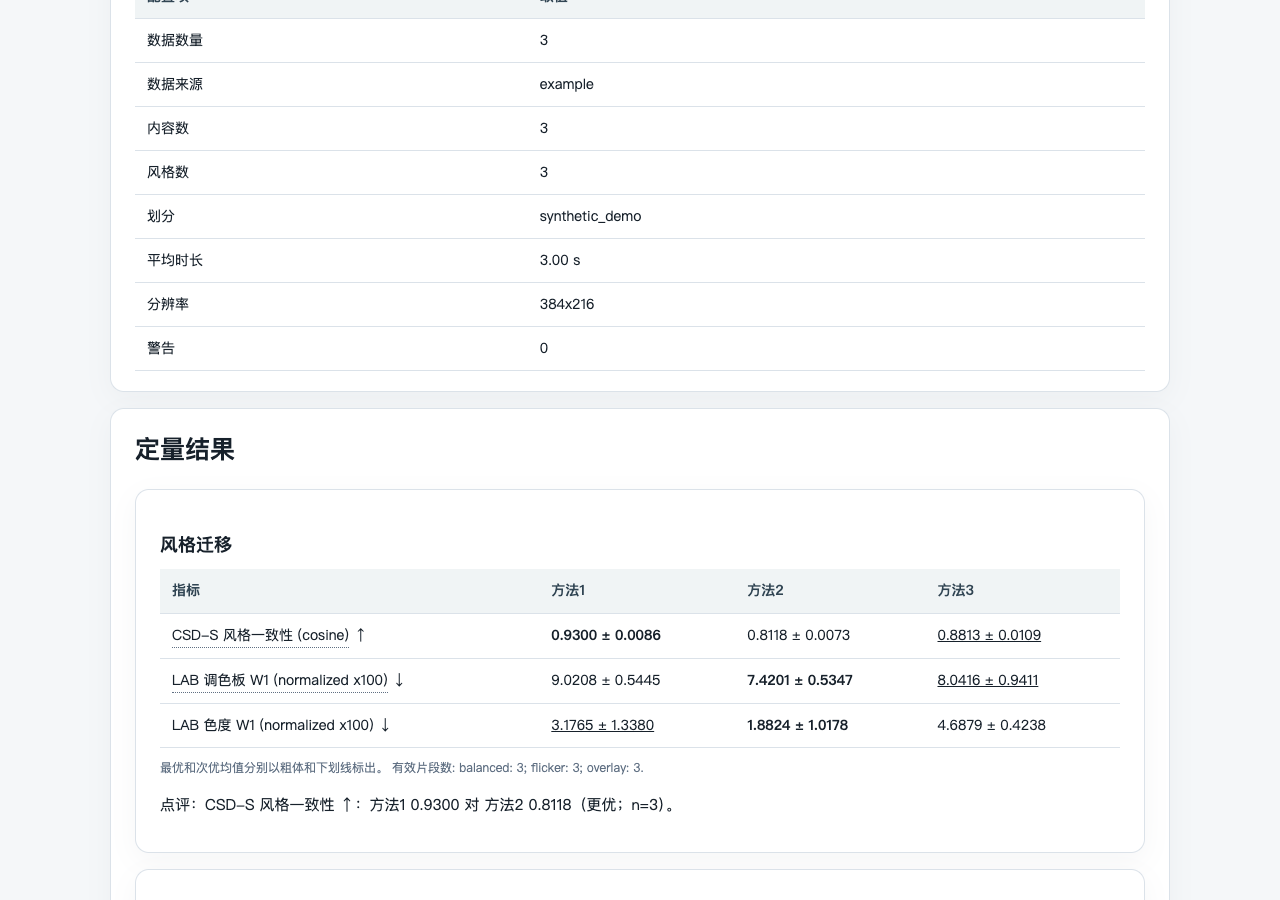 数据数量 3
数据来源 example
内容数 3
风格数 3
划分 synthetic_demo
平均时长 3.00 s
分辨率 384x216
警告 0
定量结果
风格迁移
指标 方法1 方法2 方法3
CSD-S 风格一致性 (cosine) ↑ 0.9300 ± 0.0086 0.8118 ± 0.0073 0.8813 ± 0.0109
LAB 调色板 W1 (normalized x100) ↓ 9.0208 ± 0.5445 7.4201 ± 0.5347 8.0416 ± 0.9411
LAB 色度 W1 (normalized x100) ↓ 3.1765 ± 1.3380 1.8824 ± 1.0178 4.6879 ± 0.4238
最优和次优均值分别以粗体和下划线标出。 有效片段数: balanced: 3; flicker: 3; overlay: 3.
点评：CSD-S 风格一致性 ↑：方法1 0.9300 对 方法2 0.8118（更优；n=3）。